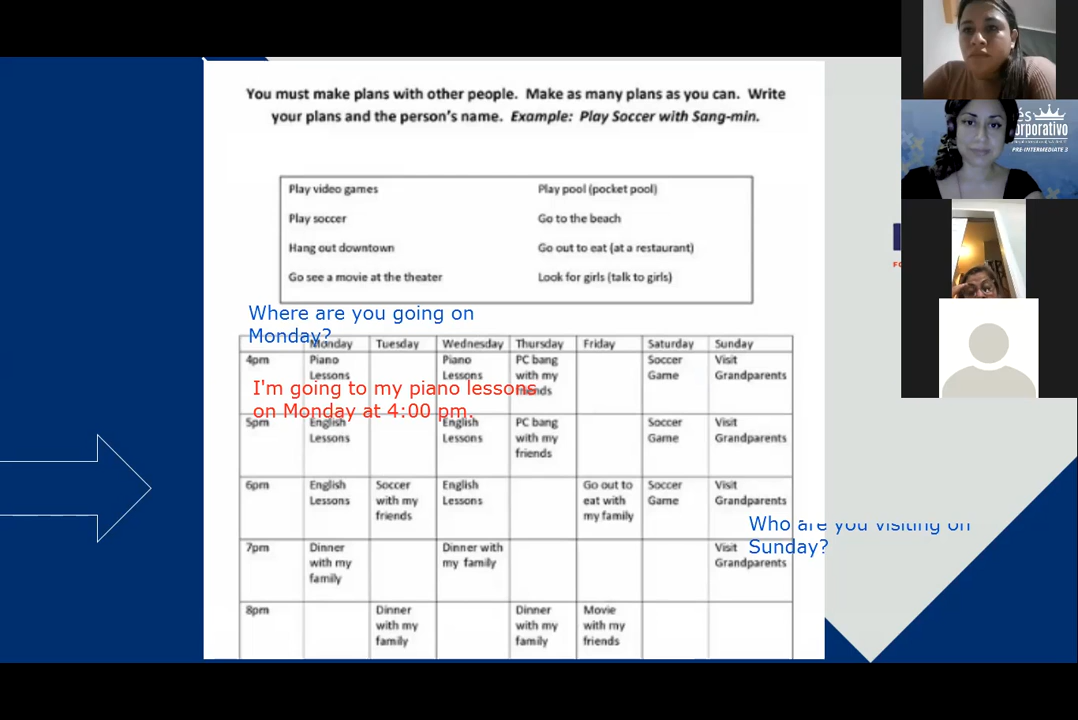 You must make plans with other people. Make as many plans as you can. Write
your plans and the person's name. Example: Play Soccer with Sang-min.
Play video games
Play pool (pocket pool)
Play soccer
Go to the beach
Hang out downtown
Go out to eat (at a restaurant)
Go see a movie at the theater
Look for girls (talk to girls)
Where are you going on
Monday?
Monday Tuesday Wednesday Thursday Friday Saturday Sunday
4pm Piano Piano PC bang Soccer Visit
Lessons Lessons with my Game Grandparents
friends
I'm going to my piano lessons
on Monday at 4:00 pm.
5pm English English PC bang Soccer Visit
Lessons Lessons with my Game Grandparents
friends
6pm English Soccer English Go out to Soccer Visit
Lessons with my Lessons eat with Game Grandparents
friends my family
Who are you visiting on
Sunday?
7pm Dinner Dinner with Visit
with my my family Grandparents
family
8pm Dinner Dinner Movie
with my with my with my
family family friends
és
orporativo
PRE-INTERMEDIATE 3